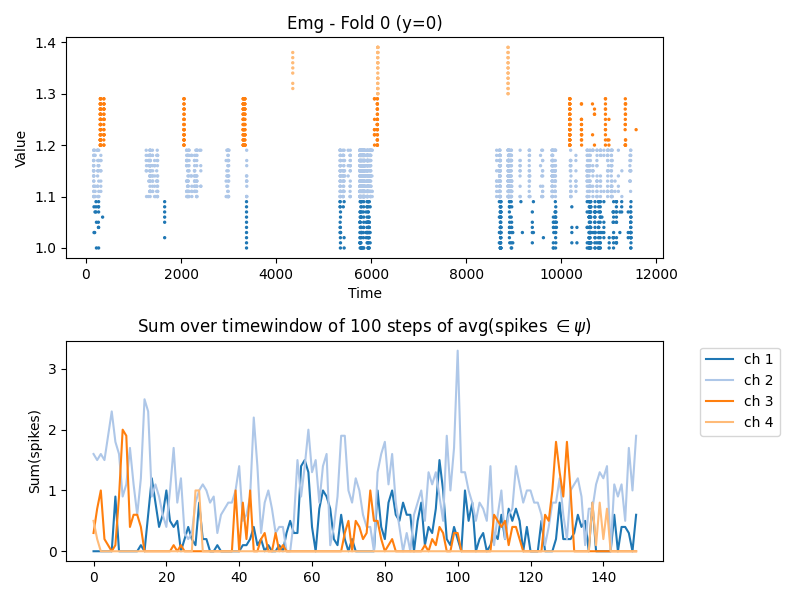 Emg - Fold 0 (y=0)
1.4
1.3
1.2
1.1
1.0
Value
0 2000 4000 6000 8000 10000 12000
Time
Sum over timewindow of 100 steps of avg(spikes ∈ ψ)
3
2
1
0
Sum(spikes)
0 20 40 60 80 100 120 140
ch 1
ch 2
ch 3
ch 4